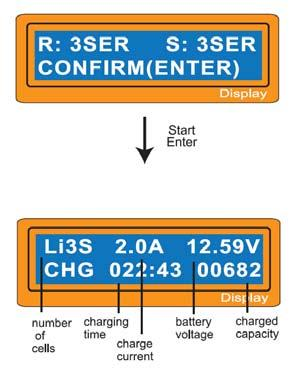 R: 3SER S: 3SER
CONFIRM(ENTER)
Display
Start
Enter
Li3S 2.0A 12.59V
CHG 022:43 00682
Display
number
of
cells
charging
time
charge
current
battery
voltage
charged
capacity